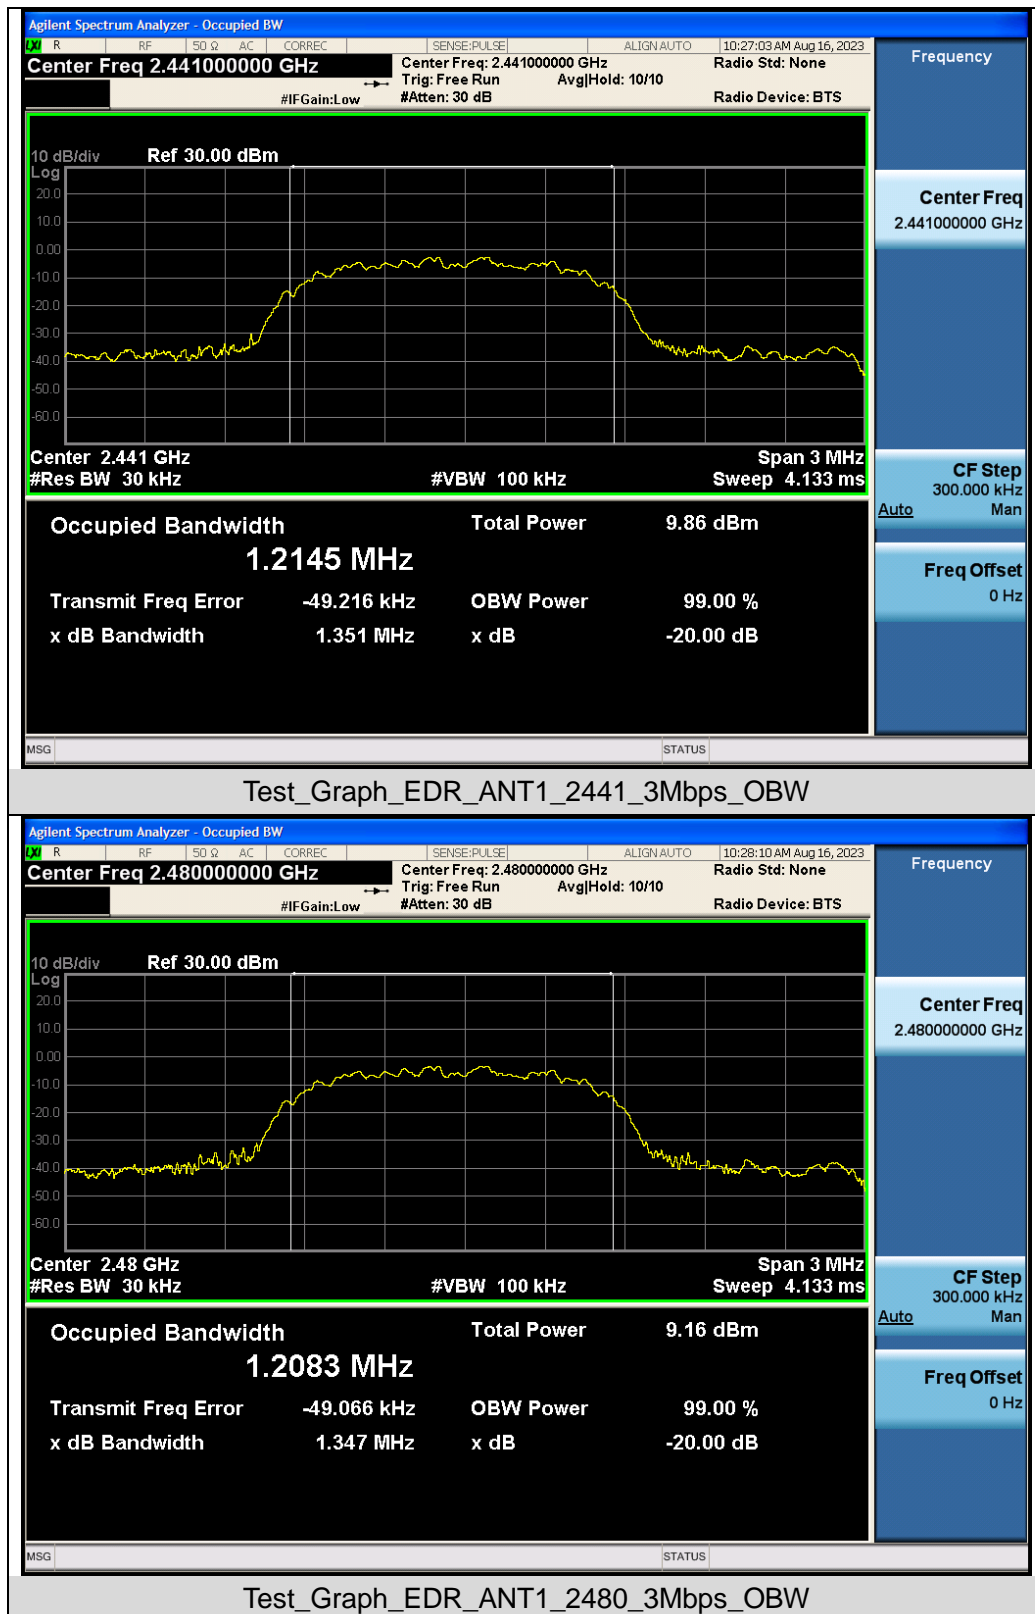 Agilent Spectrum Analyzer - Occupied BW
LXI R RF 50 Ω AC CORREC SENSE:PULSE ALIGN AUTO 10:27:03 AM Aug 16, 2023
Center Freq 2.441000000 GHz
Center Freq: 2.441000000 GHz Radio Std: None
Trig: Free Run Avg|Hold: 10/10
#IFGain:Low #Atten: 30 dB Radio Device: BTS
Frequency
10 dB/div Ref 30.00 dBm
Log
20.0
10.0
0.00
-10.0
-20.0
-30.0
-40.0
-50.0
-60.0
Center 2.441 GHz Span 3 MHz
#Res BW 30 kHz #VBW 100 kHz Sweep 4.133 ms
Center Freq
2.441000000 GHz
CF Step
300.000 kHz
Auto Man
Freq Offset
0 Hz
Occupied Bandwidth Total Power 9.86 dBm
1.2145 MHz
Transmit Freq Error -49.216 kHz OBW Power 99.00 %
x dB Bandwidth 1.351 MHz x dB -20.00 dB
MSG STATUS
Test_Graph_EDR_ANT1_2441_3Mbps_OBW
Agilent Spectrum Analyzer - Occupied BW
LXI R RF 50 Ω AC CORREC SENSE:PULSE ALIGN AUTO 10:28:10 AM Aug 16, 2023
Center Freq 2.480000000 GHz
Center Freq: 2.480000000 GHz Radio Std: None
Trig: Free Run Avg|Hold: 10/10
#IFGain:Low #Atten: 30 dB Radio Device: BTS
Frequency
10 dB/div Ref 30.00 dBm
Log
20.0
10.0
0.00
-10.0
-20.0
-30.0
-40.0
-50.0
-60.0
Center 2.48 GHz Span 3 MHz
#Res BW 30 kHz #VBW 100 kHz Sweep 4.133 ms
Center Freq
2.480000000 GHz
CF Step
300.000 kHz
Auto Man
Freq Offset
0 Hz
Occupied Bandwidth Total Power 9.16 dBm
1.2083 MHz
Transmit Freq Error -49.066 kHz OBW Power 99.00 %
x dB Bandwidth 1.347 MHz x dB -20.00 dB
MSG STATUS
Test_Graph_EDR_ANT1_2480_3Mbps_OBW